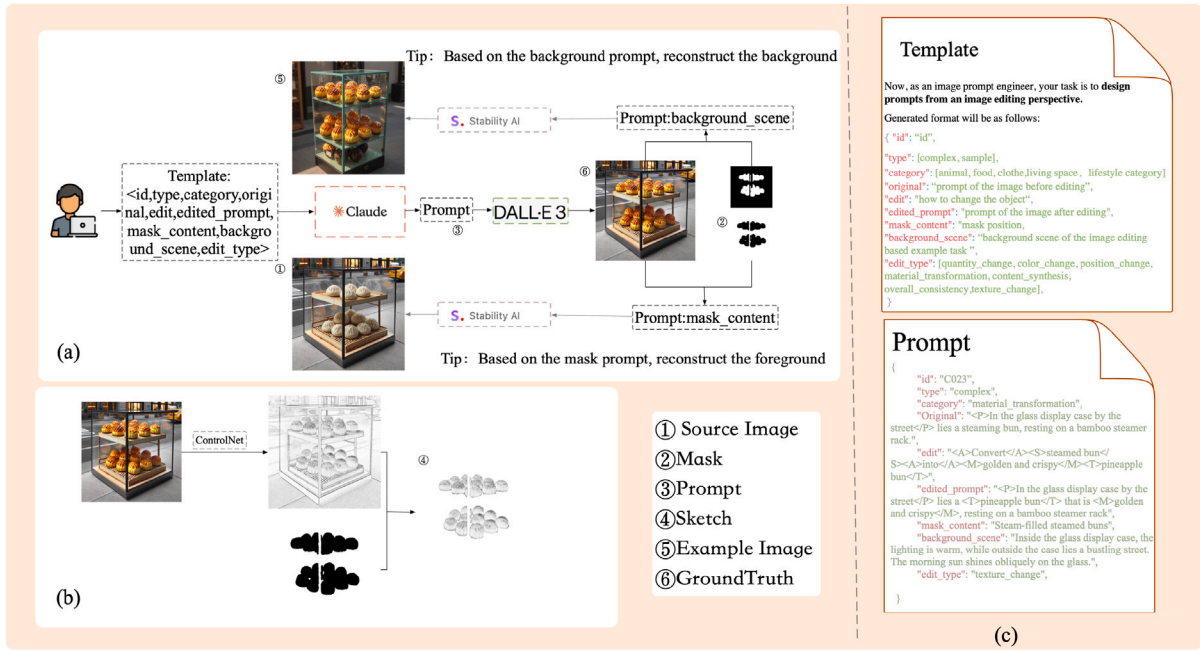 Tip: Based on the background prompt, reconstruct the background
⑤
S. Stability AI
Prompt:background_scene
⑥
Template:
<id,type,category,origi
nal,edit,edited_prompt,
mask_content,backgro
und_scene,edit_type>
Claude
Prompt
③
DALL·E 3
②
①
S. Stability AI
Prompt:mask_content
Tip: Based on the mask prompt, reconstruct the foreground
(a)
ControlNet
④
(b)
① Source Image
② Mask
③ Prompt
④ Sketch
⑤ Example Image
⑥ GroundTruth
Template
Now, as an image prompt engineer, your task is to design
prompts from an image editing perspective.
Generated format will be as follows:
{ "id": “id”,
"type": [complex, sample],
"category": [animal, food, clothe,living space, lifestyle category]
"original": “prompt of the image before editing”,
"edit": "how to change the object“,
"edited_prompt": "prompt of the image after editing",
"mask_content": "mask position,
"background_scene": “background scene of the image editing
based example task ”,
"edit_type": [quantity_change, color_change, position_change,
material_transformation, content_synthesis,
overall_consistency,texture_change],
}
Prompt
{
"id": "C023”,
"type": "complex",
"category": "material_transformation",
"Original": "<P>In the glass display case by the
street</P> lies a steaming bun, resting on a bamboo steamer
rack.",
"edit": "<A>Convert</A><S>steamed bun</
S><A>into</A><M>golden and crispy</M><T>pineapple
bun</T>",
"edited_prompt": "<P>In the glass display case by the
street</P> lies a <T>pineapple bun</T> that is <M>golden
and crispy</M>, resting on a bamboo steamer rack",
"mask_content": "Steam-filled steamed buns",
"background_scene": "Inside the glass display case, the
lighting is warm, while outside the case lies a bustling street.
The morning sun shines obliquely on the glass.",
"edit_type": "texture_change",
}
(c)